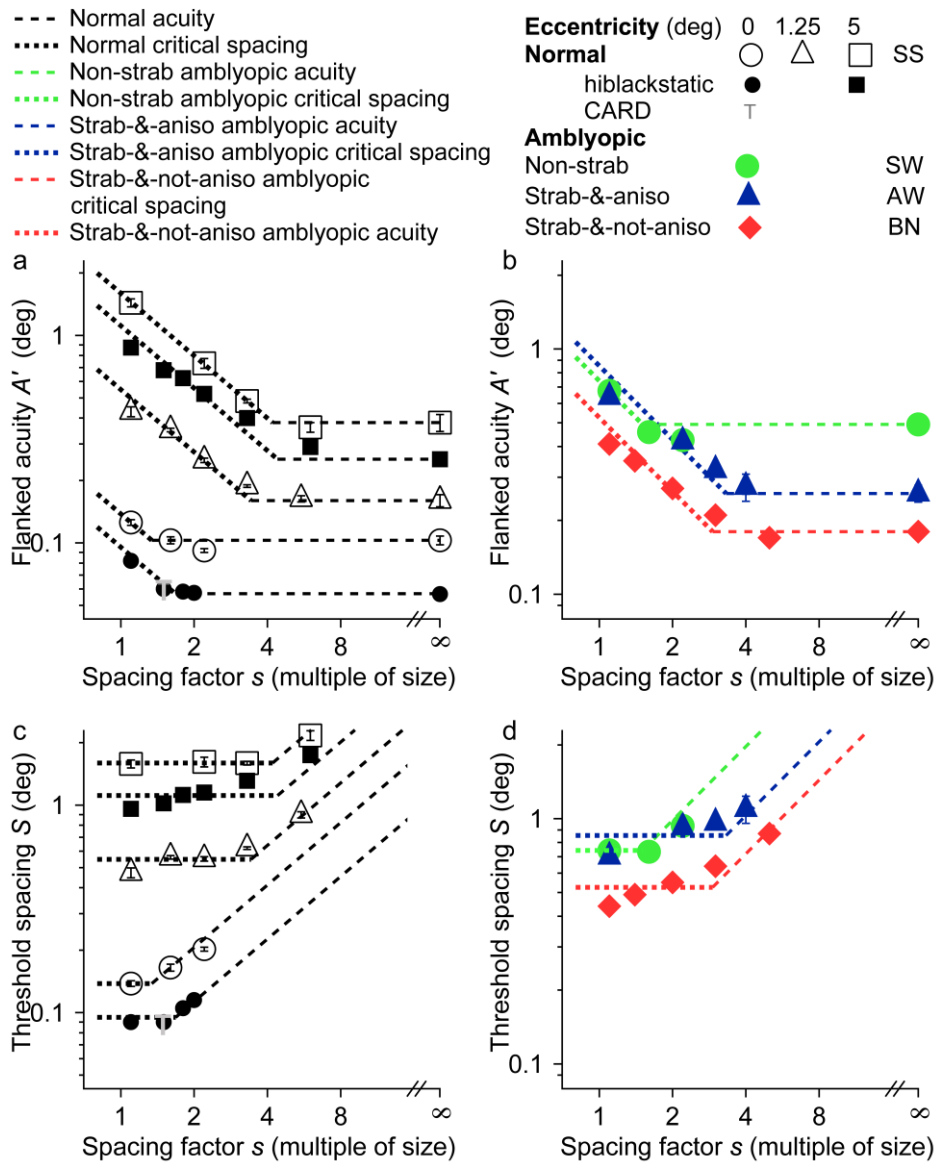 Normal acuity
Normal critical spacing
Non-strab amblyopic acuity
Non-strab amblyopic critical spacing
Strab-&-aniso amblyopic acuity
Strab-&-aniso amblyopic critical spacing
Strab-&-not-aniso amblyopic
critical spacing
Strab-&-not-aniso amblyopic acuity
Eccentricity (deg) 0 1.25 5
Normal SS
hiblackstatic
CARD T
Amblyopic
Non-strab SW
Strab-&-aniso AW
Strab-&-not-aniso BN
a
Flanked acuity A′ (deg)
1
0.1
1 2 4 8 ∞
Spacing factor s (multiple of size)
b
Flanked acuity A′ (deg)
1
0.1
1 2 4 8 ∞
Spacing factor s (multiple of size)
c
Threshold spacing S (deg)
1
0.1
1 2 4 8 ∞
Spacing factor s (multiple of size)
d
Threshold spacing S (deg)
1
0.1
1 2 4 8 ∞
Spacing factor s (multiple of size)